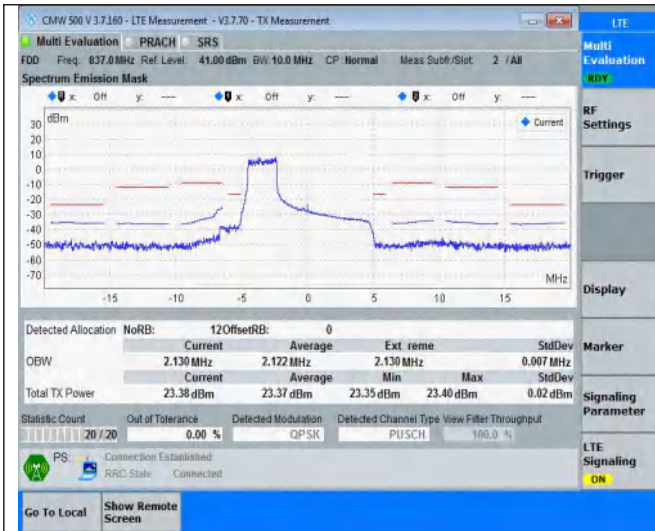 CMW 500 V 3.7.160 - LTE Measurement - V3.7.70 - TX Measurement
LTE
Multi Evaluation PRACH SRS
Multi Evaluation
RDY
FDD Freq: 837.0 MHz Ref. Level: 41.00 dBm BW: 10.0 MHz CP: Normal Meas Subfr./Slot: 2 / All
Spectrum Emission Mask
x: Off y: --- x: Off y: --- x: Off y: ---
RF Settings
dBm
Current
30
20
10
0
-10
-20
-30
-40
-50
-60
-70
MHz
-15 -10 -5 0 5 10 15
Trigger
Display
Detected Allocation NoRB: 12 OffsetRB: 0
Current Average Extreme StdDev
OBW 2.130 MHz 2.122 MHz 2.130 MHz 0.007 MHz
Current Average Min Max StdDev
Total TX Power 23.38 dBm 23.37 dBm 23.35 dBm 23.40 dBm 0.02 dBm
Marker
Signaling Parameter
Statistic Count Out of Tolerance Detected Modulation Detected Channel Type View Filter Throughput
20 / 20 0.00 % QPSK PUSCH 100.0 %
PS: Connection Established
RRC State Connected
LTE Signaling
ON
Go To Local
Show Remote Screen